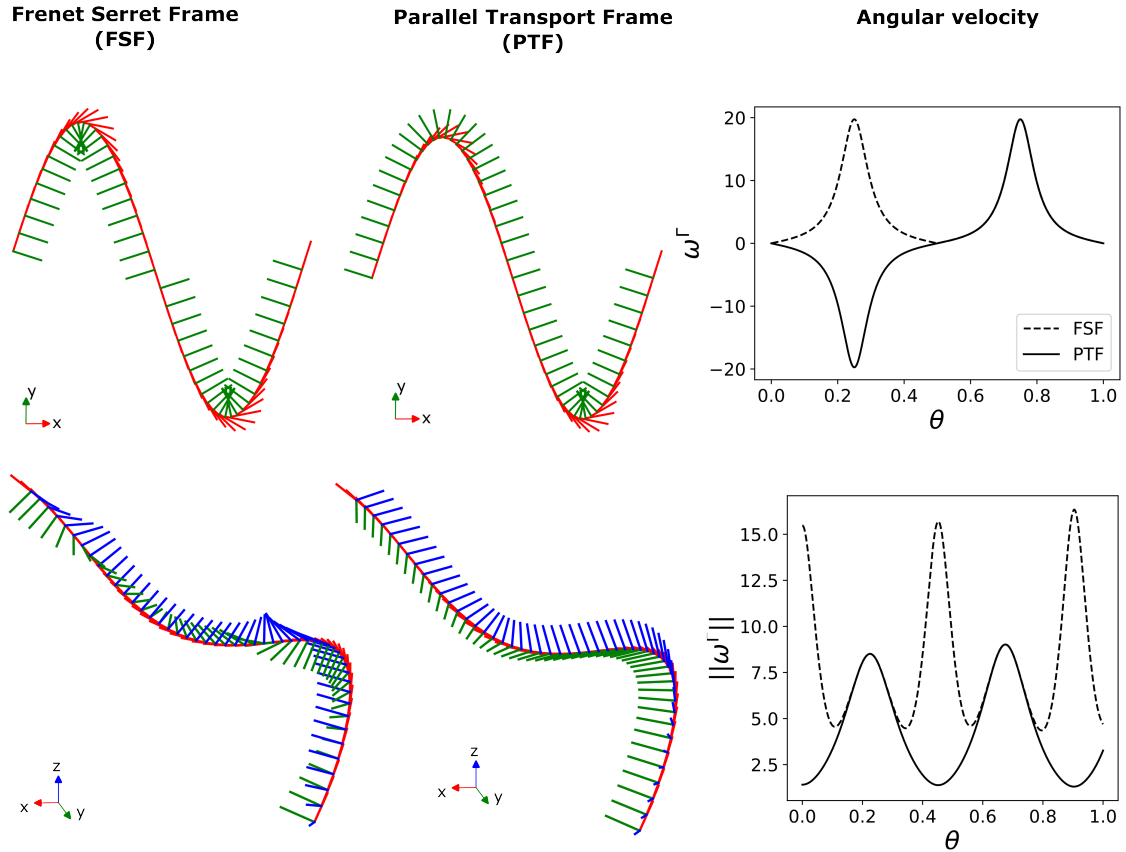 Frenet Serret Frame
(FSF)
Parallel Transport Frame
(PTF)
Angular velocity
20
10
0
−10
−20
ω^Γ
FSF
PTF
0.0 0.2 0.4 0.6 0.8 1.0
θ
y
x
y
x
15.0
12.5
10.0
7.5
5.0
2.5
||ω^Γ||
0.0 0.2 0.4 0.6 0.8 1.0
θ
z
x
y
z
x
y